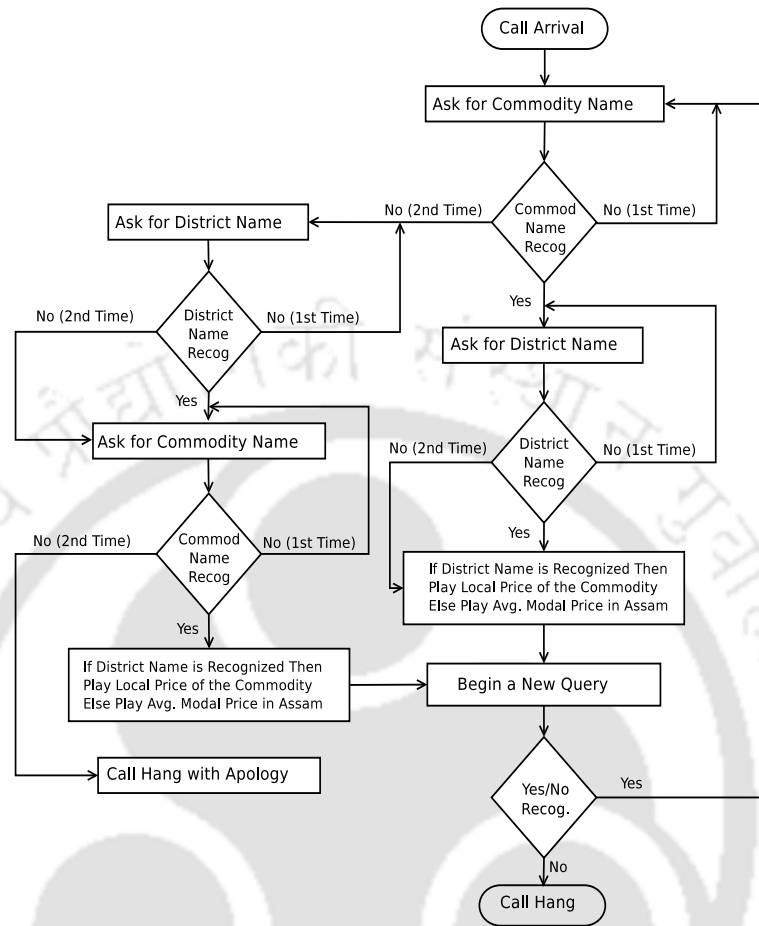 Call Arrival
Ask for Commodity Name
No (2nd Time)
Commod
Name
Recog
No (1st Time)
Ask for District Name
Yes
No (2nd Time)
District
Name
Recog
No (1st Time)
Ask for District Name
Yes
Ask for Commodity Name
No (2nd Time)
District
Name
Recog
No (1st Time)
Yes
No (2nd Time)
Commod
Name
Recog
No (1st Time)
If District Name is Recognized Then
Play Local Price of the Commodity
Else Play Avg. Modal Price in Assam
Yes
If District Name is Recognized Then
Play Local Price of the Commodity
Else Play Avg. Modal Price in Assam
Begin a New Query
Call Hang with Apology
Yes/No
Recog.
Yes
No
Call Hang